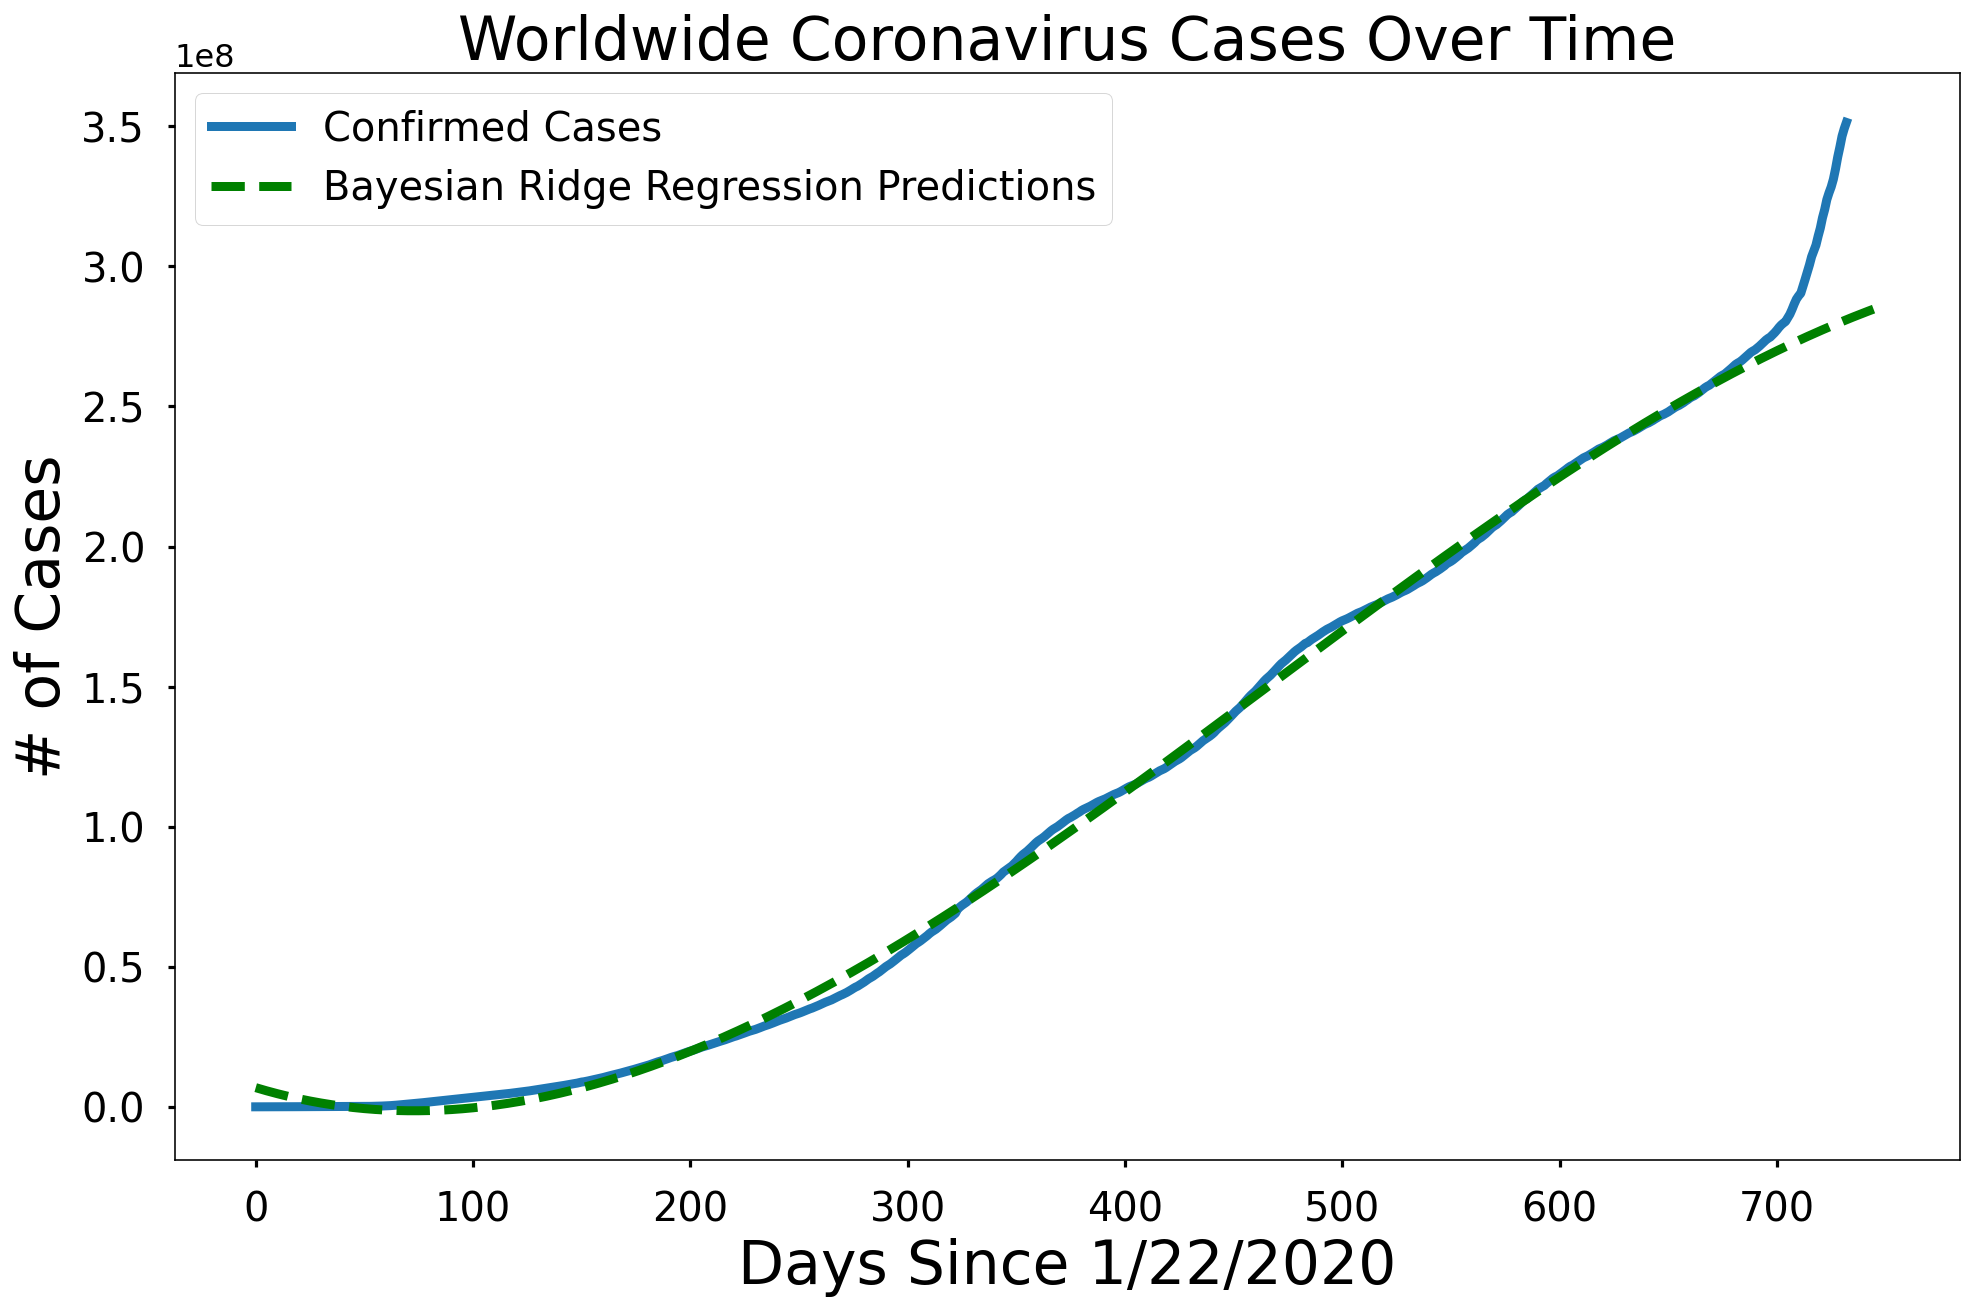 Worldwide Coronavirus Cases Over Time
1e8
Confirmed Cases
Bayesian Ridge Regression Predictions
3.5
3.0
2.5
2.0
1.5
1.0
0.5
0.0
# of Cases
0 100 200 300 400 500 600 700
Days Since 1/22/2020